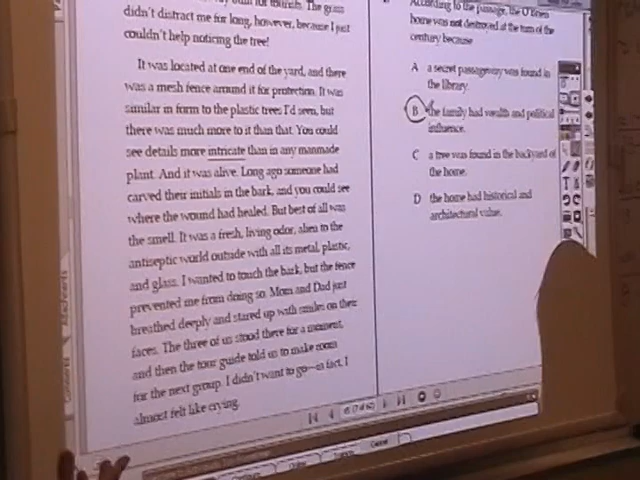 for tourists. The grass
didn't distract me for long, however, because I just
couldn't help noticing the tree!
It was located at one end of the yard, and there
was a mesh fence around it for protection. It was
similar in form to the plastic trees I'd seen, but
there was much more to it than that. You could
see details more intricate than in any manmade
plant. And it was alive. Long ago someone had
carved their initials in the bark, and you could see
where the wound had healed. But best of all was
the smell. It was a fresh, living odor, alien to the
antiseptic world outside with all its metal, plastic,
and glass. I wanted to touch the bark, but the fence
prevented me from doing so. Mom and Dad just
breathed deeply and stared up with smiles on their
faces. The three of us stood there for a moment,
and then the tour guide told us to make room
for the next group. I didn't want to go—in fact, I
almost felt like crying.
According to the passage, the O'Brien
home was not destroyed at the turn of the
century because
A a secret passageway was found in
the library.
B the family had wealth and political
influence.
C a tree was found in the backyard of
the home.
D the home had historical and
architectural value.
Attachments
Comments